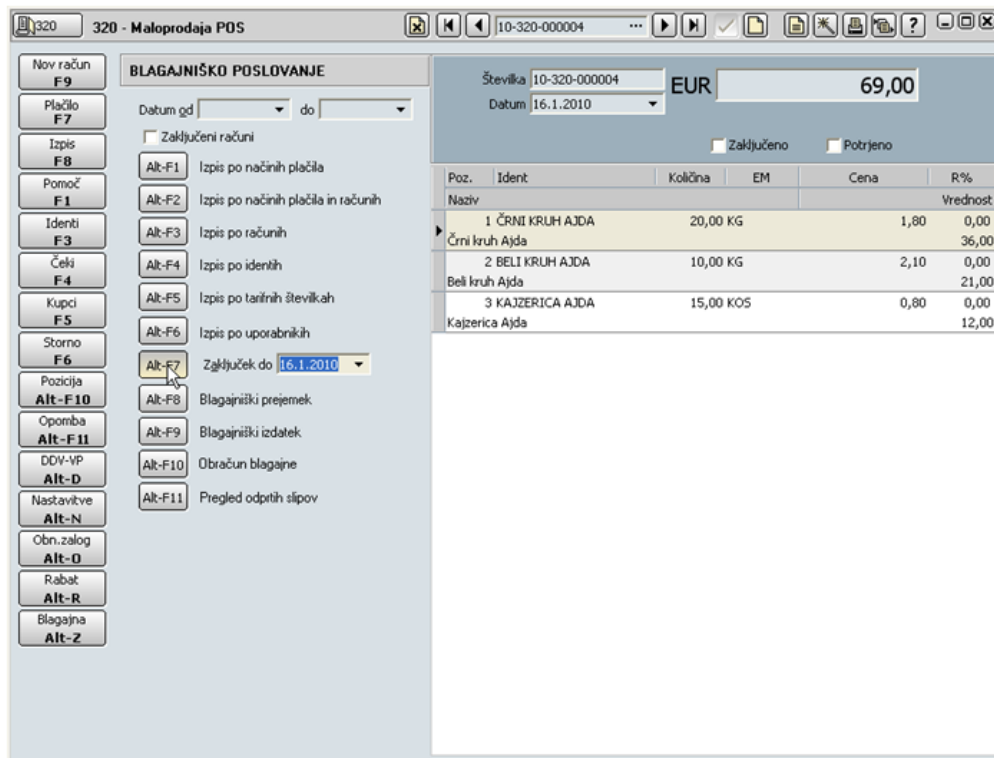 320
320 - Maloprodaja POS
10-320-000004 ...
?
Nov račun
F9
Plačilo
F7
Izpis
F8
Pomoč
F1
Identi
F3
Čeki
F4
Kupci
F5
Storno
F6
Pozicija
Alt-F10
Opomba
Alt-F11
DDV-VP
Alt-D
Nastavitve
Alt-N
Obn.zalog
Alt-O
Rabat
Alt-R
Blagajna
Alt-Z
BLAGAJNIŠKO POSLOVANJE
Datum od do
Zaključeni računi
Alt-F1 Izpis po načinih plačila
Alt-F2 Izpis po načinih plačila in računih
Alt-F3 Izpis po računih
Alt-F4 Izpis po identih
Alt-F5 Izpis po tarifnih številkah
Alt-F6 Izpis po uporabnikih
Alt-F7 Zaključek do 16.1.2010
Alt-F8 Blagajniški prejemek
Alt-F9 Blagajniški izdatek
Alt-F10 Obračun blagajne
Alt-F11 Pregled odprtih slipov
Številka 10-320-000004 EUR 69,00
Datum 16.1.2010
Zaključeno Potrjeno
Poz. Ident Količina EM Cena R%
Naziv Vrednost
1 ČRNI KRUH AJDA 20,00 KG 1,80 0,00
Črni kruh Ajda 36,00
2 BELI KRUH AJDA 10,00 KG 2,10 0,00
Beli kruh Ajda 21,00
3 KAJZERICA AJDA 15,00 KOS 0,80 0,00
Kajzerica Ajda 12,00